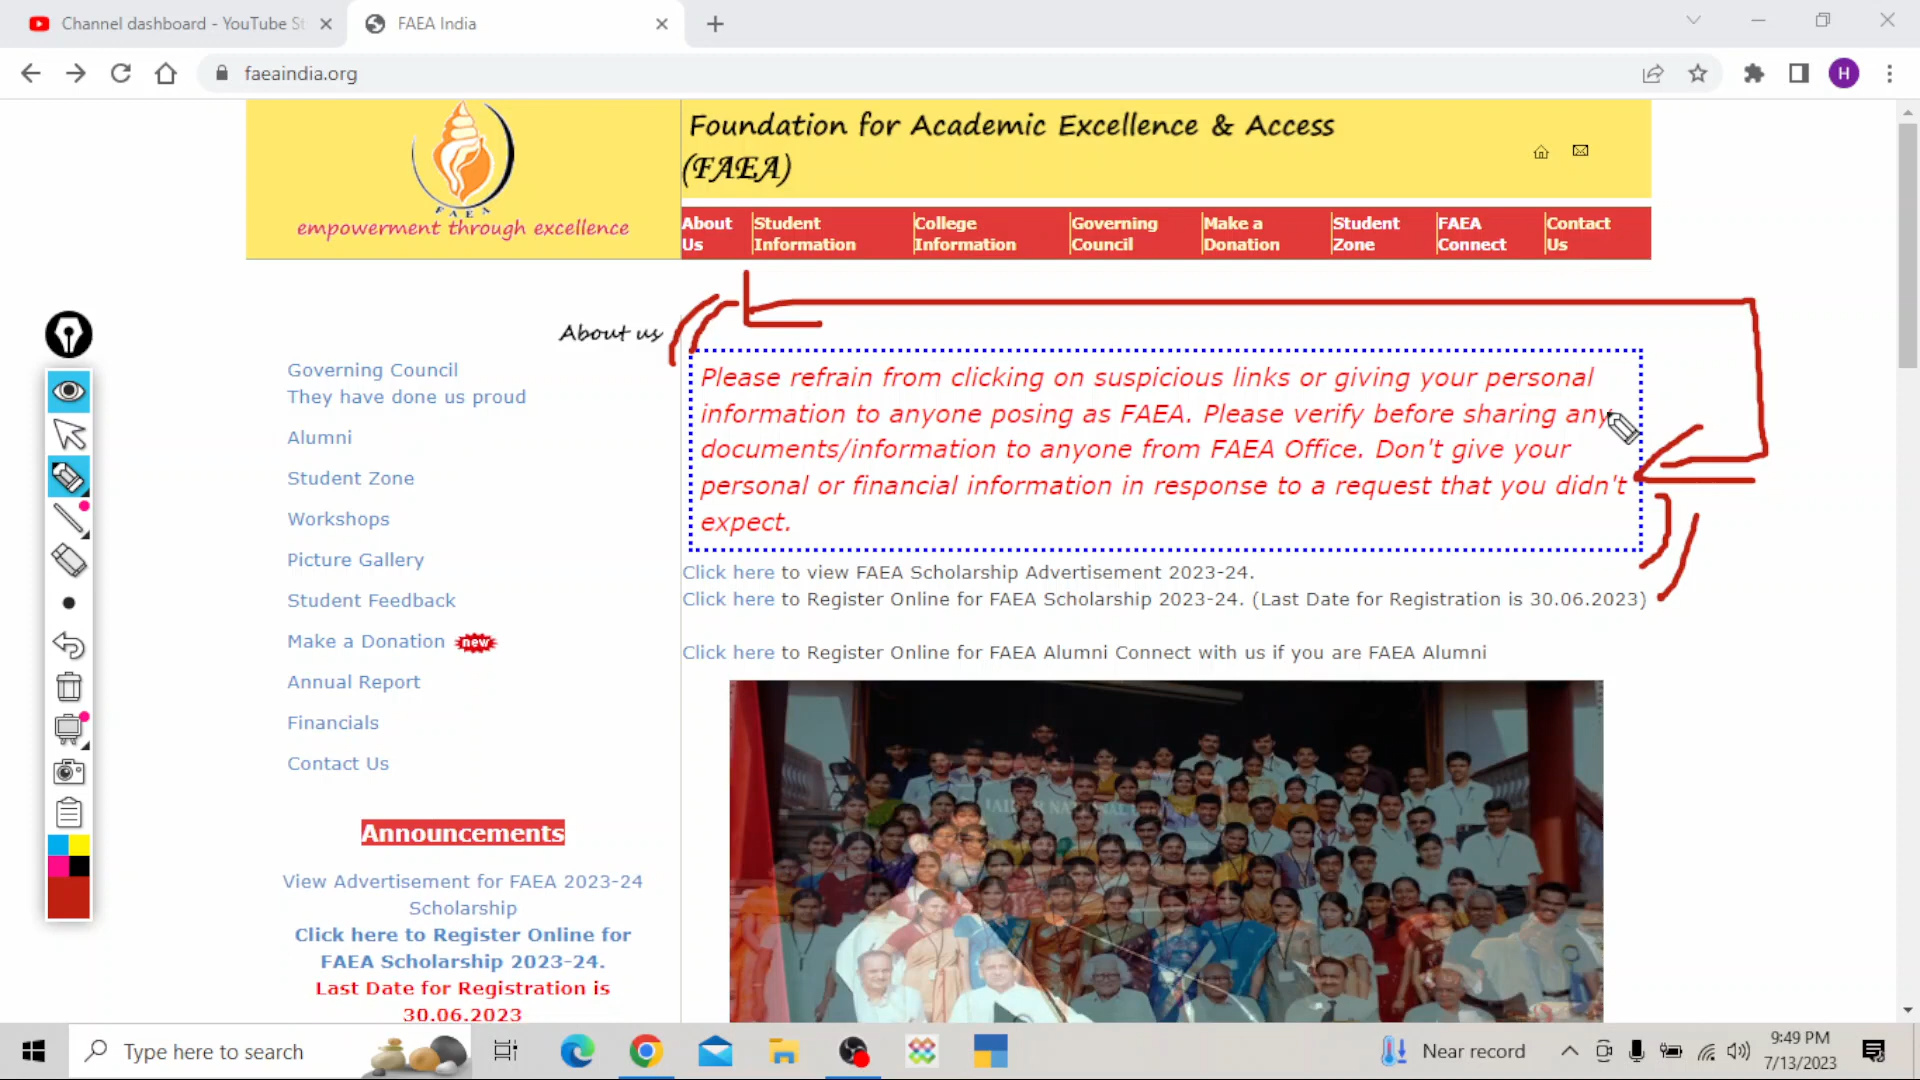 Channel dashboard - YouTube St
FAEA India
faeaindia.org
H
FAEA
empowerment through excellence
Foundation for Academic Excellence & Access
(FAEA)
About Us
Student Information
College Information
Governing Council
Make a Donation
Student Zone
FAEA Connect
Contact Us
About us
Governing Council
They have done us proud
Alumni
Student Zone
Workshops
Picture Gallery
Student Feedback
Make a Donation new
Annual Report
Financials
Contact Us
Announcements
View Advertisement for FAEA 2023-24
Scholarship
Click here to Register Online for
FAEA Scholarship 2023-24.
Last Date for Registration is
30.06.2023
Please refrain from clicking on suspicious links or giving your personal
information to anyone posing as FAEA. Please verify before sharing any
documents/information to anyone from FAEA Office. Don't give your
personal or financial information in response to a request that you didn't
expect.
Click here to view FAEA Scholarship Advertisement 2023-24.
Click here to Register Online for FAEA Scholarship 2023-24. (Last Date for Registration is 30.06.2023)
Click here to Register Online for FAEA Alumni Connect with us if you are FAEA Alumni
Type here to search
Near record
9:49 PM
7/13/2023